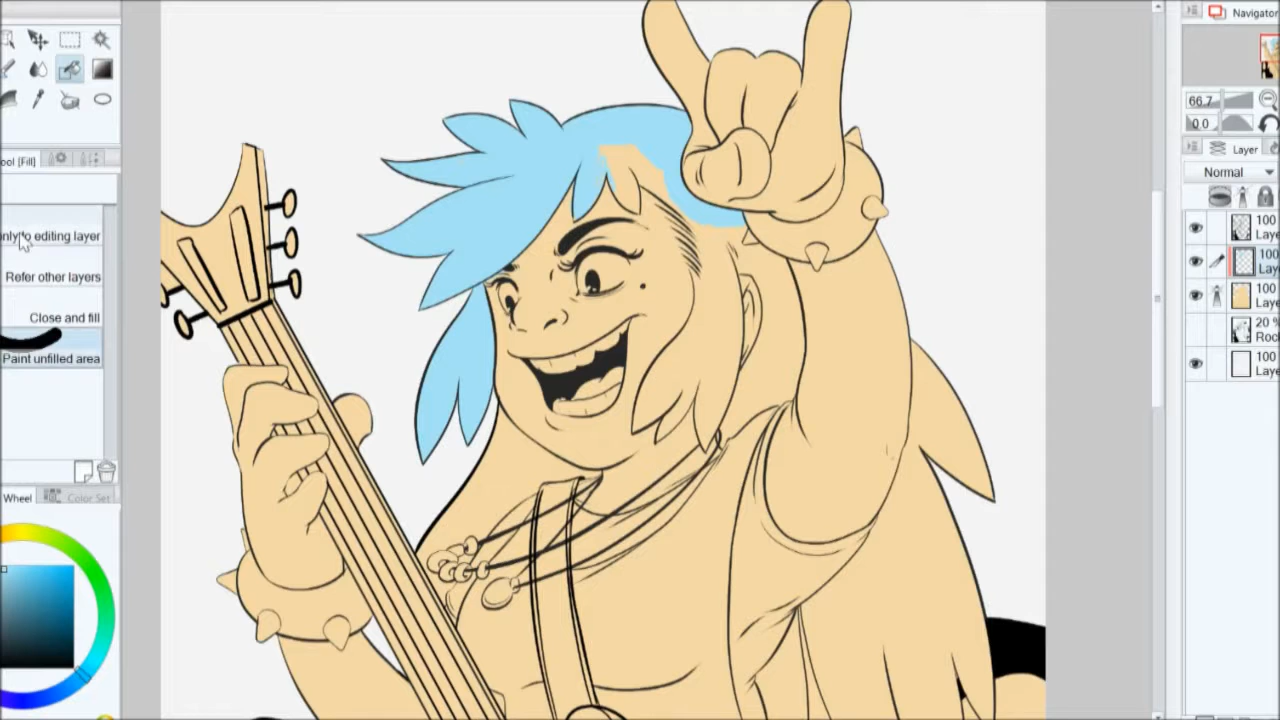 Navigator
66.7
0.0
ool [Fill]
Layer
Normal
only to editing layer
Refer other layers
Close and fill
Paint unfilled area
100
Laye
100
Laye
100
Laye
20 %
Roc
100
Laye
Wheel
Color Set